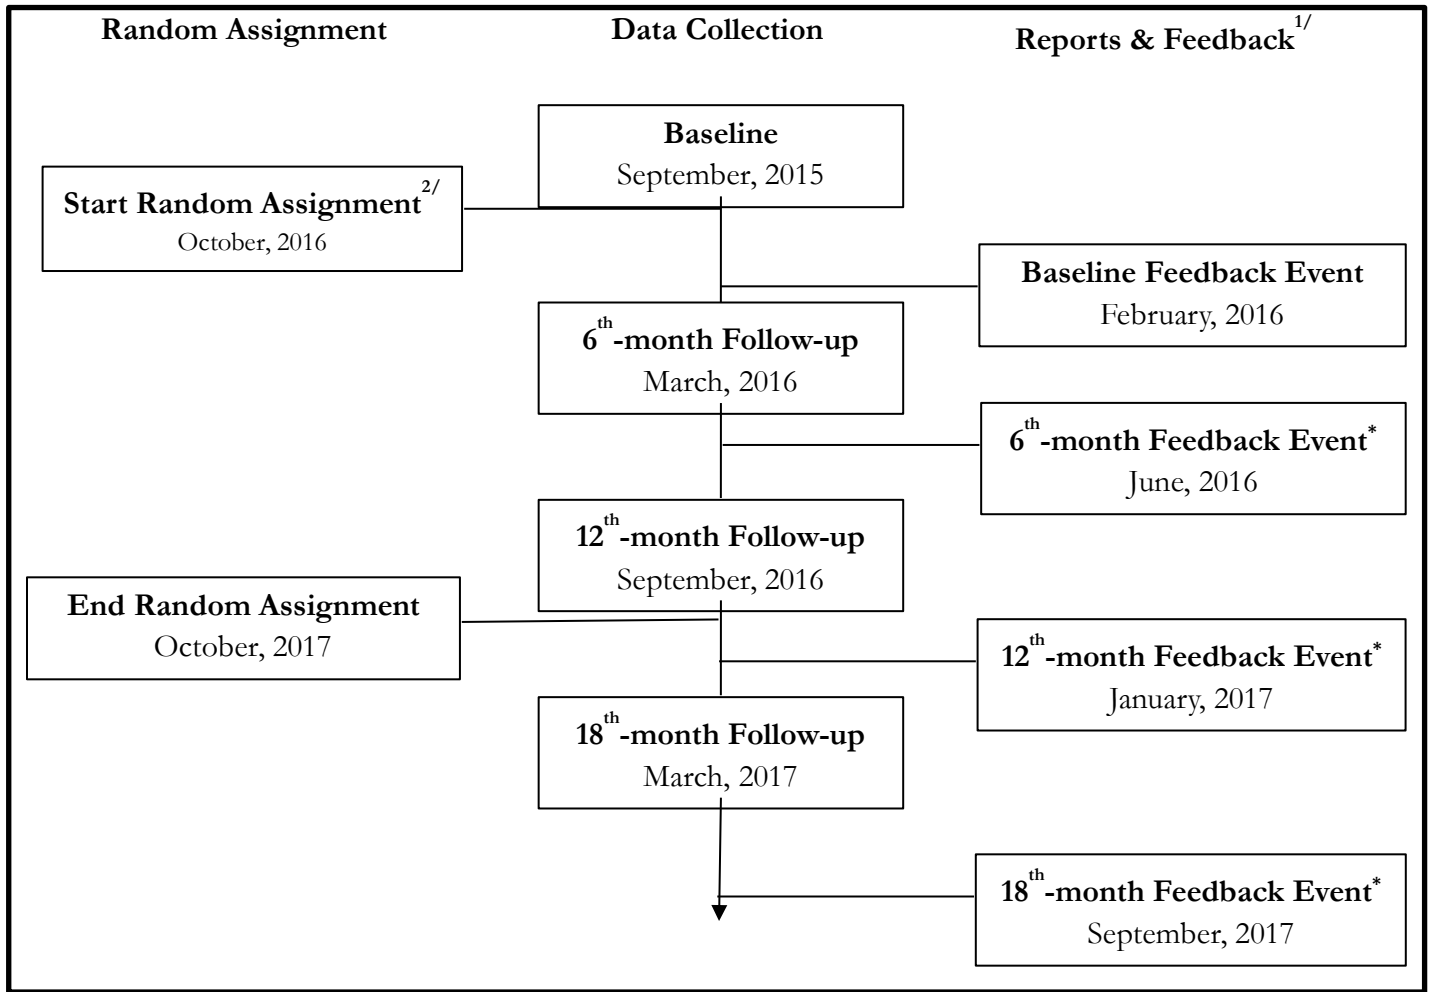 Random Assignment
Data Collection
Reports & Feedback1/
Baseline
September, 2015
Start Random Assignment2/
October, 2016
Baseline Feedback Event
February, 2016
6th-month Follow-up
March, 2016
6th-month Feedback Event*
June, 2016
12th-month Follow-up
September, 2016
End Random Assignment
October, 2017
12th-month Feedback Event*
January, 2017
18th-month Follow-up
March, 2017
18th-month Feedback Event*
September, 2017